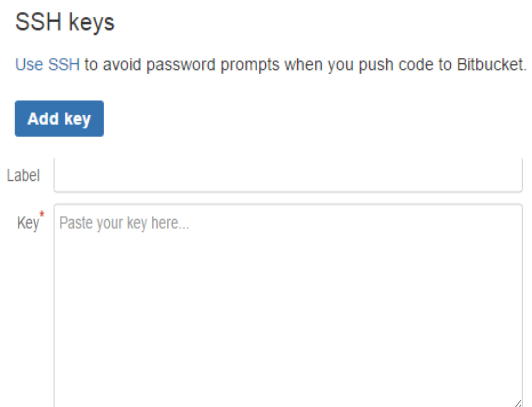 SSH keys
Use SSH to avoid password prompts when you push code to Bitbucket.
Add key
Label
Key*
Paste your key here...